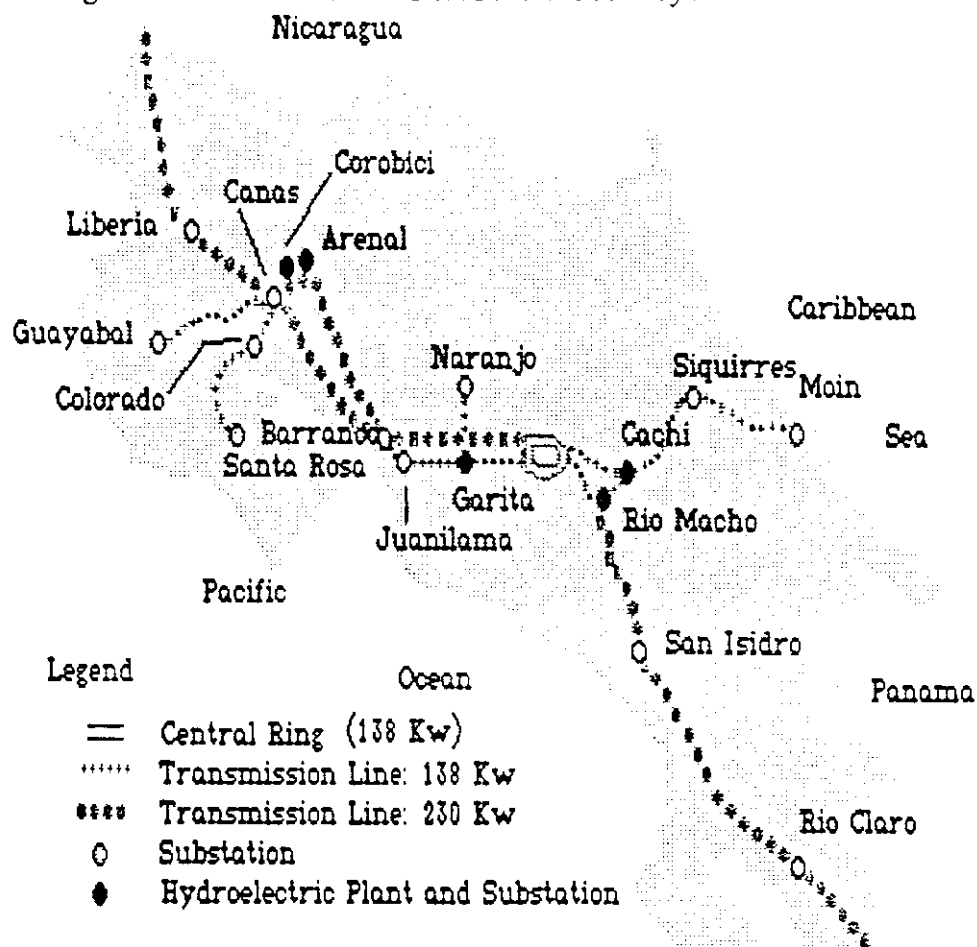 Nicaragua
Corobici
Canas
Liberia
Arenal
Caribbean
Guayabal
Naranjo
Siquirres
Moin
Colorado
Barranca
Cachi
Sea
Santa Rosa
Garita
Rio Macho
Juanilama
Pacific
San Isidro
Legend
Ocean
Panama
Central Ring (138 Kw)
Transmission Line: 138 Kw
Transmission Line: 230 Kw
Rio Claro
Substation
Hydroelectric Plant and Substation